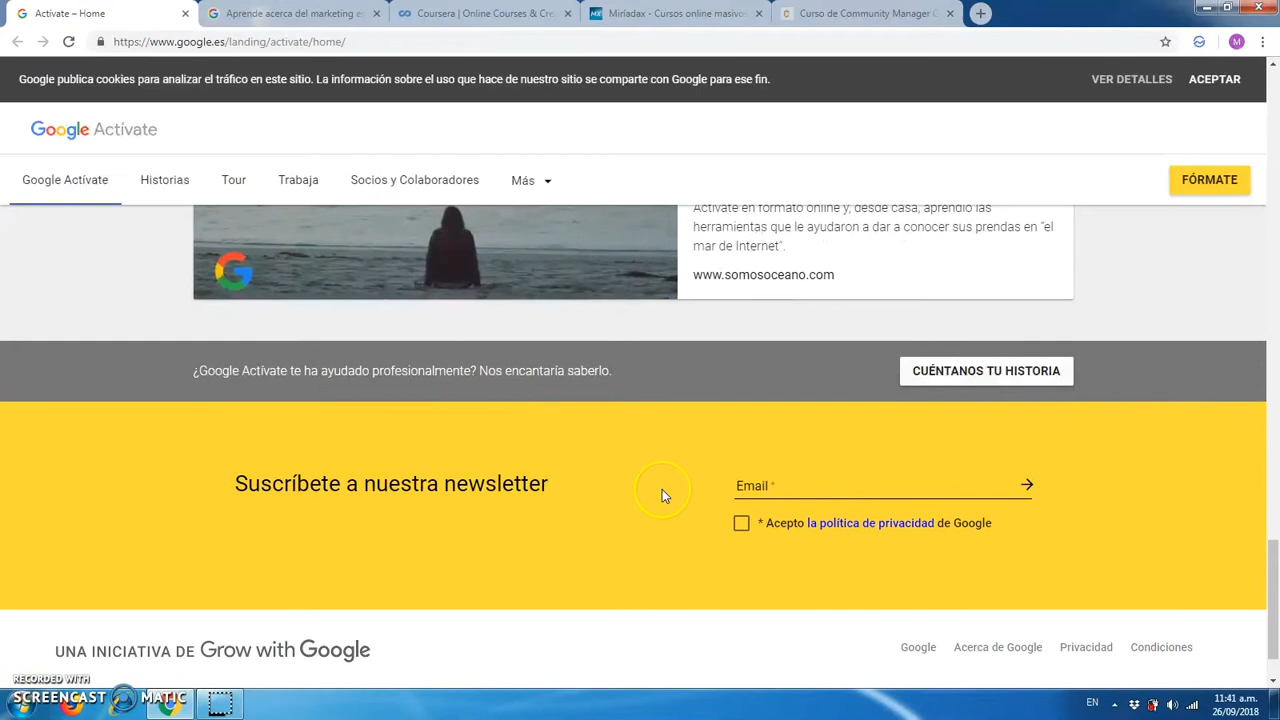 Activate – Home
Aprende acerca del marketing e
Coursera | Online Courses & Cre
Miríadax - Cursos online masivos
Curso de Community Manager G
https://www.google.es/landing/activate/home/
M
Google publica cookies para analizar el tráfico en este sitio. La información sobre el uso que hace de nuestro sitio se comparte con Google para ese fin.
VER DETALLES
ACEPTAR
Google Actívate
Google Actívate
Historias
Tour
Trabaja
Socios y Colaboradores
Más
FÓRMATE
Actívate en formato online y, desde casa, aprendió las
herramientas que le ayudaron a dar a conocer sus prendas en "el
mar de Internet".
www.somosoceano.com
¿Google Actívate te ha ayudado profesionalmente? Nos encantaría saberlo.
CUÉNTANOS TU HISTORIA
Suscríbete a nuestra newsletter
Email *
* Acepto la política de privacidad de Google
UNA INICIATIVA DE Grow with Google
Google
Acerca de Google
Privacidad
Condiciones
RECORDED WITH
SCREENCAST MATIC
EN
11:41 a.m.
26/09/2018